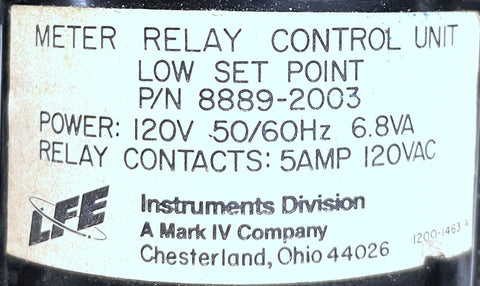 METER RELAY CONTROL UNIT
LOW SET POINT
P/N 8889-2003
POWER: 120V 50/60Hz 6.8VA
RELAY CONTACTS: 5AMP 120VAC
LFE
Instruments Division
A Mark IV Company
Chesterland, Ohio 44026